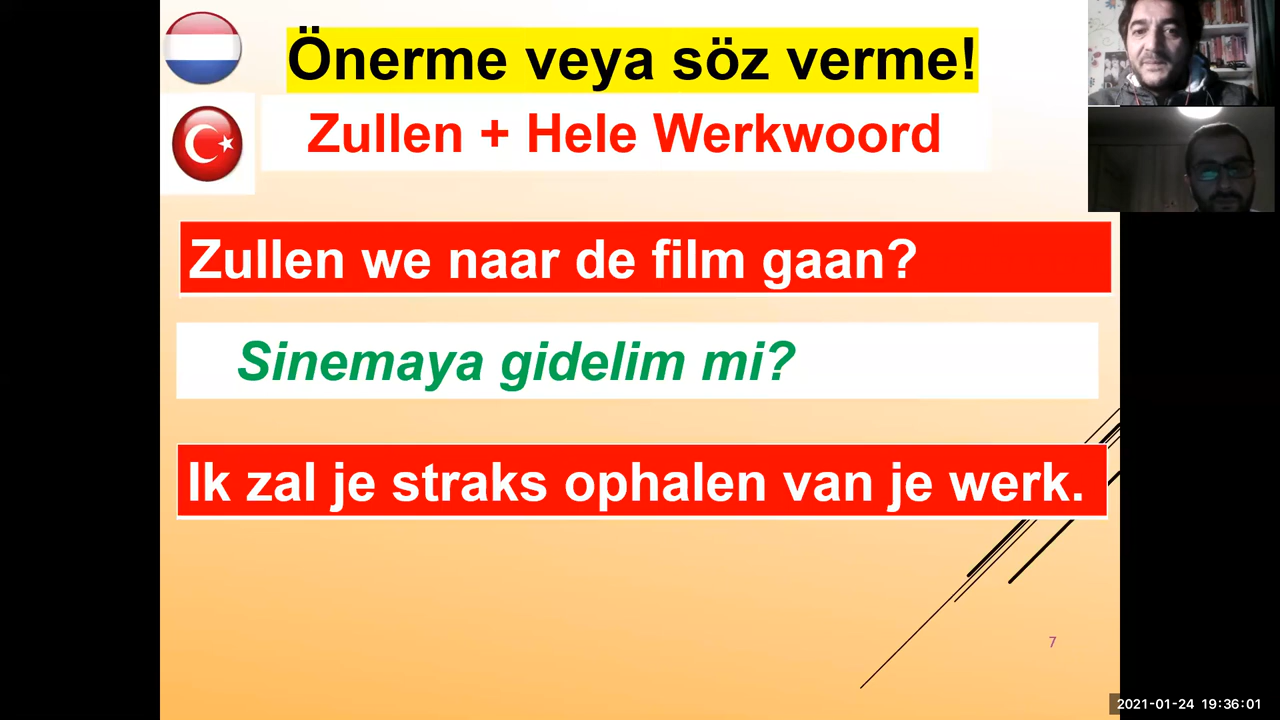 Önerme veya söz verme!
Zullen + Hele Werkwoord
Zullen we naar de film gaan?
Sinemaya gidelim mi?
Ik zal je straks ophalen van je werk.
7
2021-01-24 19:36:01